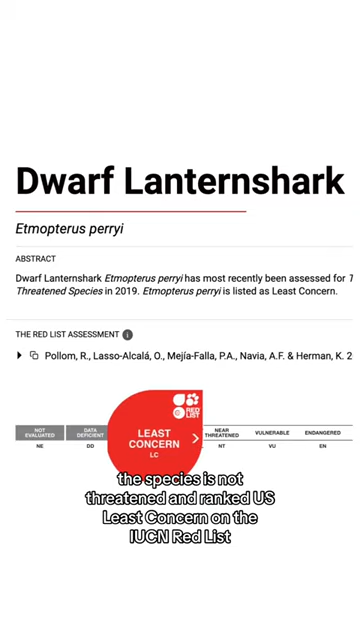 Dwarf Lanternshark
Etmopterus perryi
ABSTRACT
Dwarf Lanternshark Etmopterus perryi has most recently been assessed for T
Threatened Species in 2019. Etmopterus perryi is listed as Least Concern.
THE RED LIST ASSESSMENT i
Pollom, R., Lasso-Alcalá, O., Mejía-Falla, P.A., Navia, A.F. & Herman, K. 2
RED
LIST
NOT EVALUATED
DATA DEFICIENT
LEAST CONCERN
NEAR THREATENED
VULNERABLE
ENDANGERED
NE
DD
LC
NT
VU
EN
the species is not
threatened and ranked US
Least Concern on the
IUCN Red List